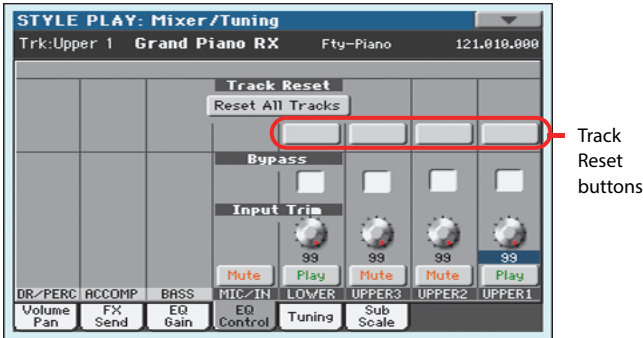 STYLE PLAY: Mixer/Tuning
Trk:Upper 1 Grand Piano RX Fty-Piano 121.010.000
Track Reset
Reset All Tracks
Track
Reset
buttons
Bypass
Input Trim
99 99 99 99
Mute Play Mute Mute Play
DR/PERC ACCOMP BASS MIC/IN LOWER UPPER3 UPPER2 UPPER1
Volume Pan FX Send EQ Gain EQ Control Tuning Sub Scale